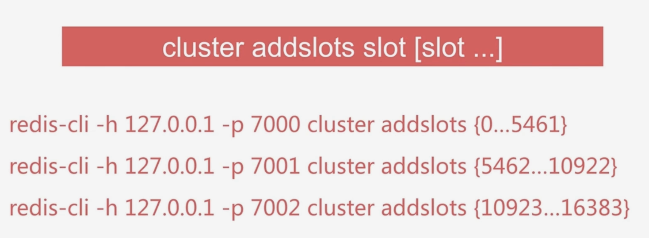 cluster addslots slot [slot ...]
redis-cli -h 127.0.0.1 -p 7000 cluster addslots {0...5461}
redis-cli -h 127.0.0.1 -p 7001 cluster addslots {5462...10922}
redis-cli -h 127.0.0.1 -p 7002 cluster addslots {10923...16383}